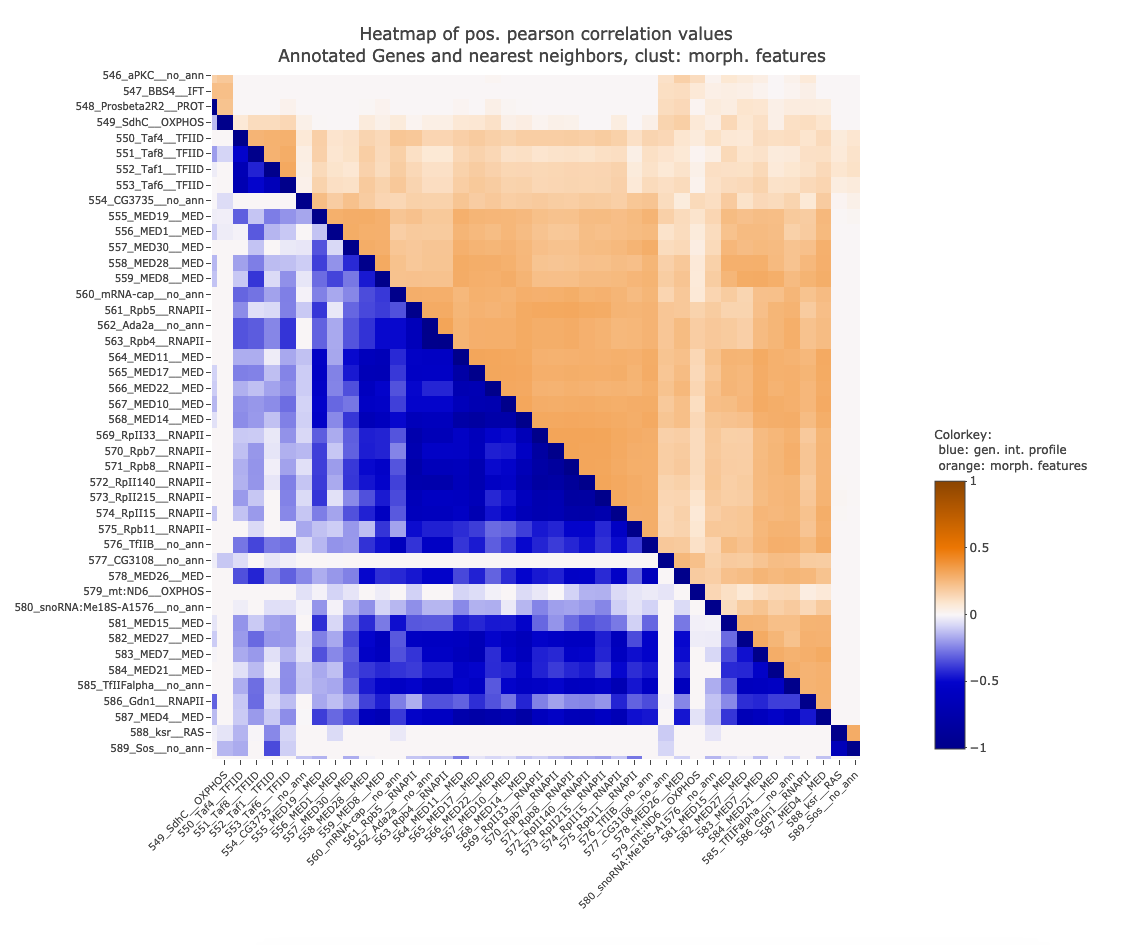 Heatmap of pos. pearson correlation values
Annotated Genes and nearest neighbors, clust: morph. features
546_aPKC__no_ann
547_BBS4__IFT
548_Prosbeta2R2__PROT
549_SdhC__OXPHOS
550_Taf4__TFIID
551_Taf8__TFIID
552_Taf1__TFIID
553_Taf6__TFIID
554_CG3735__no_ann
555_MED19__MED
556_MED1__MED
557_MED30__MED
558_MED28__MED
559_MED8__MED
560_mRNA-cap__no_ann
561_Rpb5__RNAPII
562_Ada2a__no_ann
563_Rpb4__RNAPII
564_MED11__MED
565_MED17__MED
566_MED22__MED
567_MED10__MED
568_MED14__MED
569_RpII33__RNAPII
570_Rpb7__RNAPII
571_Rpb8__RNAPII
572_RpII140__RNAPII
573_RpII215__RNAPII
574_RpII15__RNAPII
575_Rpb11__RNAPII
576_TfIIB__no_ann
577_CG3108__no_ann
578_MED26__MED
579_mt:ND6__OXPHOS
580_snoRNA:Me18S-A1576__no_ann
581_MED15__MED
582_MED27__MED
583_MED7__MED
584_MED21__MED
585_TfIIFalpha__no_ann
586_Gdn1__RNAPII
587_MED4__MED
588_ksr__RAS
589_Sos__no_ann
549_SdhC__OXPHOS
550_Taf4__TFIID
551_Taf8__TFIID
552_Taf1__TFIID
553_Taf6__TFIID
554_CG3735__no_ann
555_MED19__MED
556_MED1__MED
557_MED30__MED
558_MED28__MED
559_MED8__MED
560_mRNA-cap__no_ann
561_Rpb5__RNAPII
562_Ada2a__no_ann
563_Rpb4__RNAPII
564_MED11__MED
565_MED17__MED
566_MED22__MED
567_MED10__MED
568_MED14__MED
569_RpII33__RNAPII
570_Rpb7__RNAPII
571_Rpb8__RNAPII
572_RpII140__RNAPII
573_RpII215__RNAPII
574_RpII15__RNAPII
575_Rpb11__RNAPII
576_TfIIB__no_ann
577_CG3108__no_ann
578_MED26__MED
579_mt:ND6__OXPHOS
580_snoRNA:Me18S-A1576__no_ann
581_MED15__MED
582_MED27__MED
583_MED7__MED
584_MED21__MED
585_TfIIFalpha__no_ann
586_Gdn1__RNAPII
587_MED4__MED
588_ksr__RAS
589_Sos__no_ann
Colorkey:
blue: gen. int. profile
orange: morph. features
1
0.5
0
−0.5
−1